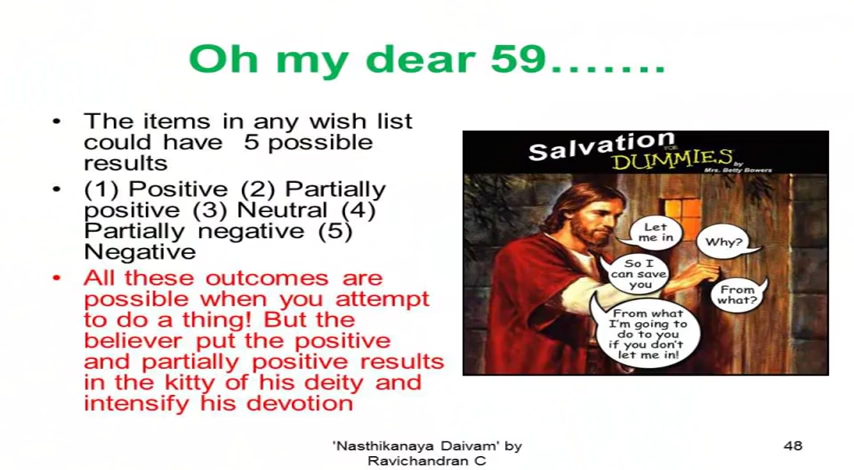 Oh my dear 59.......
• The items in any wish list
could have 5 possible
results
• (1) Positive (2) Partially
positive (3) Neutral (4)
Partially negative (5)
Negative
• All these outcomes are
possible when you attempt
to do a thing! But the
believer put the positive
and partially positive results
in the kitty of his deity and
intensify his devotion
Salvation
FOR
DUMMIES by
Mrs. Betty Bowers
Let
me in
Why?
So I
can save
you
From
what?
From what
I'm going to
do to you
if you don't
let me in!
'Nasthikanaya Daivam' by
Ravichandran C
48